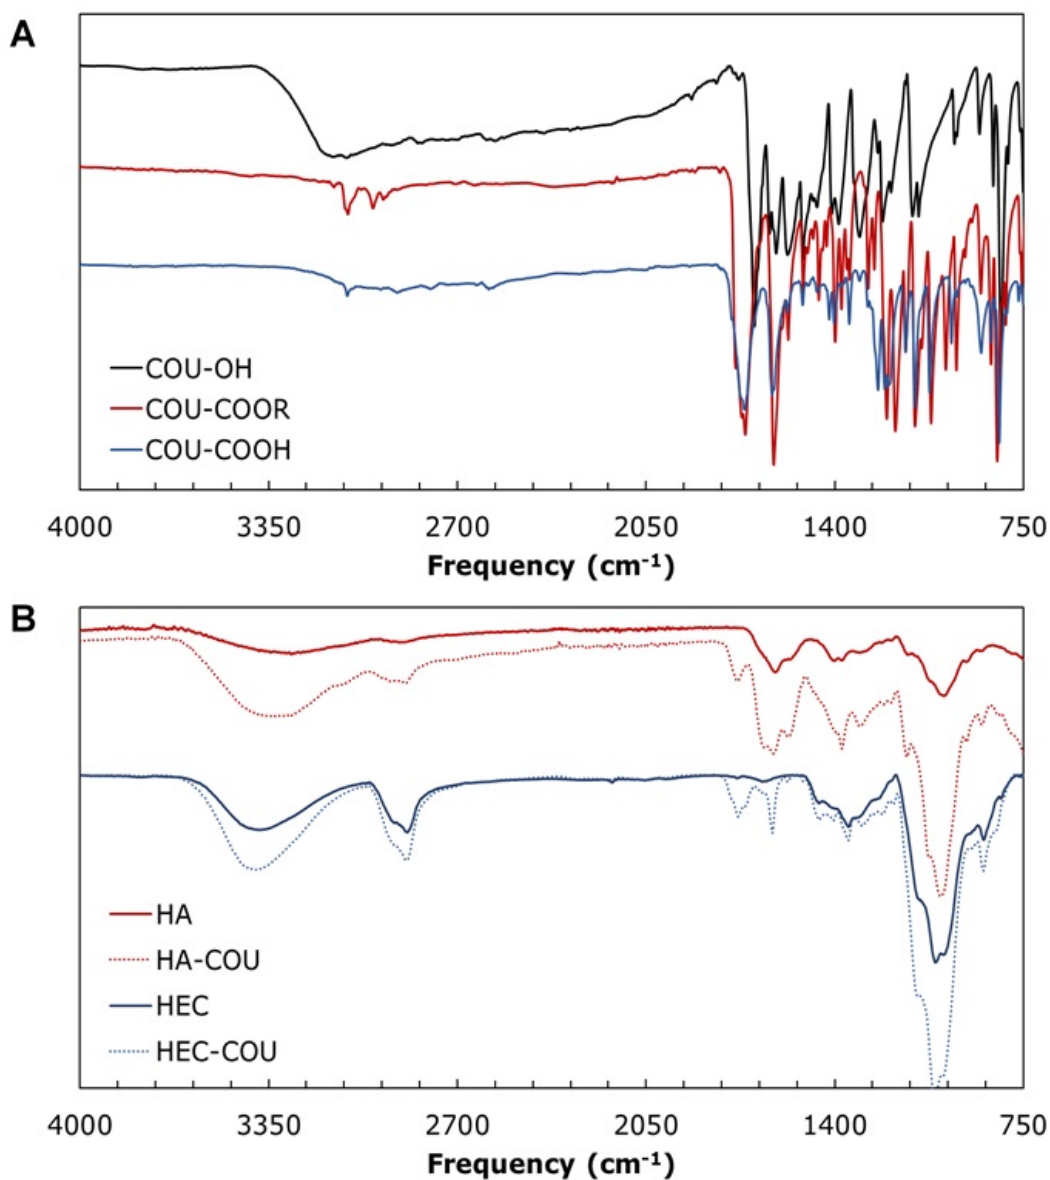 A
COU-OH
COU-COOR
COU-COOH
4000 3350 2700 2050 1400 750
Frequency (cm⁻¹)
B
HA
HA-COU
HEC
HEC-COU
4000 3350 2700 2050 1400 750
Frequency (cm⁻¹)